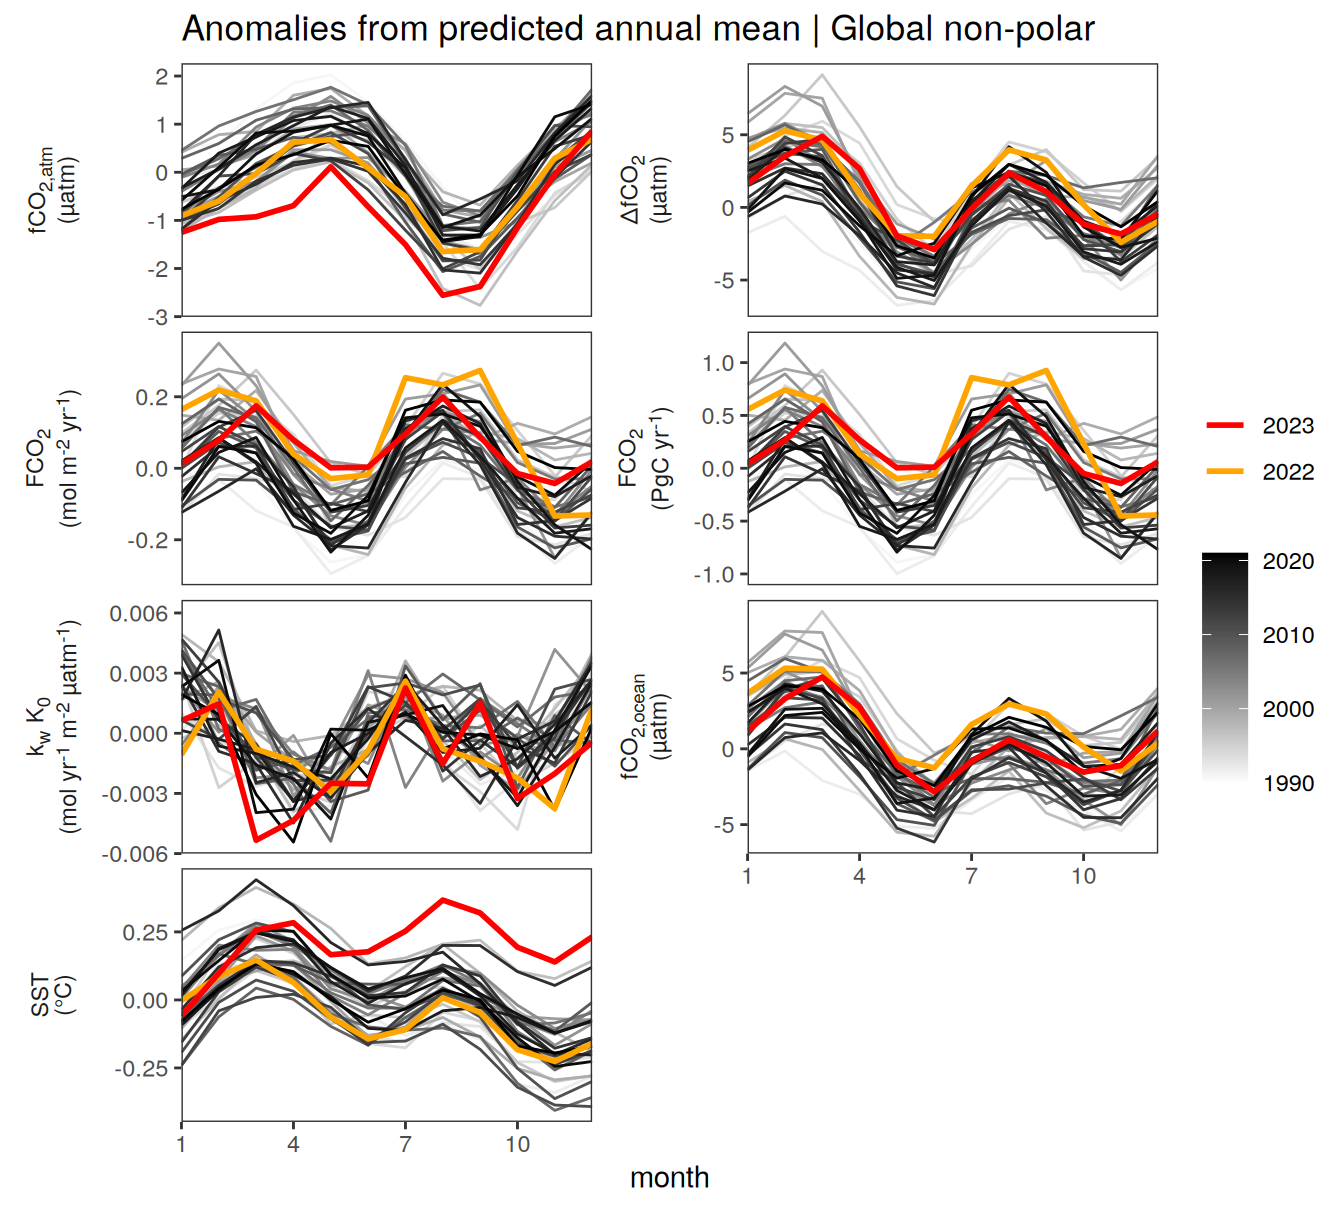 Anomalies from predicted annual mean | Global non-polar
fCO2,atm
(µatm)
2
1
0
-1
-2
-3
ΔfCO2
(µatm)
5
0
-5
FCO2
(mol m-2 yr-1)
0.2
0.0
-0.2
FCO2
(PgC yr-1)
1.0
0.5
0.0
-0.5
-1.0
kw K0
(mol yr-1 m-2 µatm-1)
0.006
0.003
0.000
-0.003
-0.006
fCO2,ocean
(µatm)
5
0
-5
1 4 7 10
SST
(°C)
0.25
0.00
-0.25
1 4 7 10
month
2023
2022
2020
2010
2000
1990